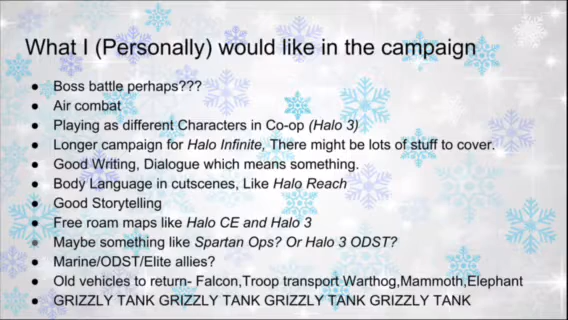 What I (Personally) would like in the campaign
● Boss battle perhaps???
● Air combat
● Playing as different Characters in Co-op (Halo 3)
● Longer campaign for Halo Infinite, There might be lots of stuff to cover.
● Good Writing, Dialogue which means something.
● Body Language in cutscenes, Like Halo Reach
● Good Storytelling
● Free roam maps like Halo CE and Halo 3
● Maybe something like Spartan Ops? Or Halo 3 ODST?
● Marine/ODST/Elite allies?
● Old vehicles to return- Falcon,Troop transport Warthog,Mammoth,Elephant
● GRIZZLY TANK GRIZZLY TANK GRIZZLY TANK GRIZZLY TANK